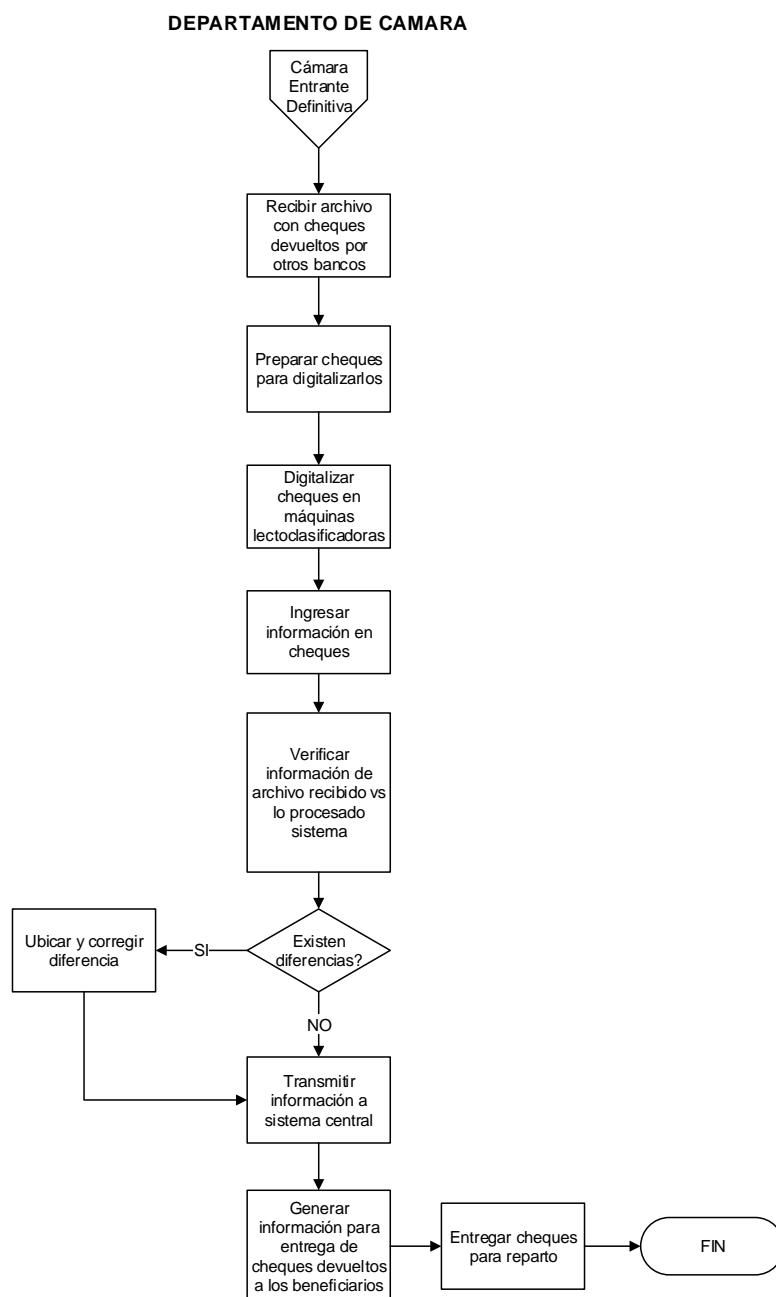 DEPARTAMENTO DE CAMARA
Cámara
Entrante
Definitiva
Recibir archivo
con cheques
devueltos por
otros bancos
Preparar cheques
para digitalizarlos
Digitalizar
cheques en
máquinas
lectoclasificadoras
Ingresar
información en
cheques
Verificar
información de
archivo recibido vs
lo procesado
sistema
Existen
diferencias?
SI
Ubicar y corregir
diferencia
NO
Transmitir
información a
sistema central
Generar
información para
entrega de
cheques devueltos
a los beneficiarios
Entregar cheques
para reparto
FIN